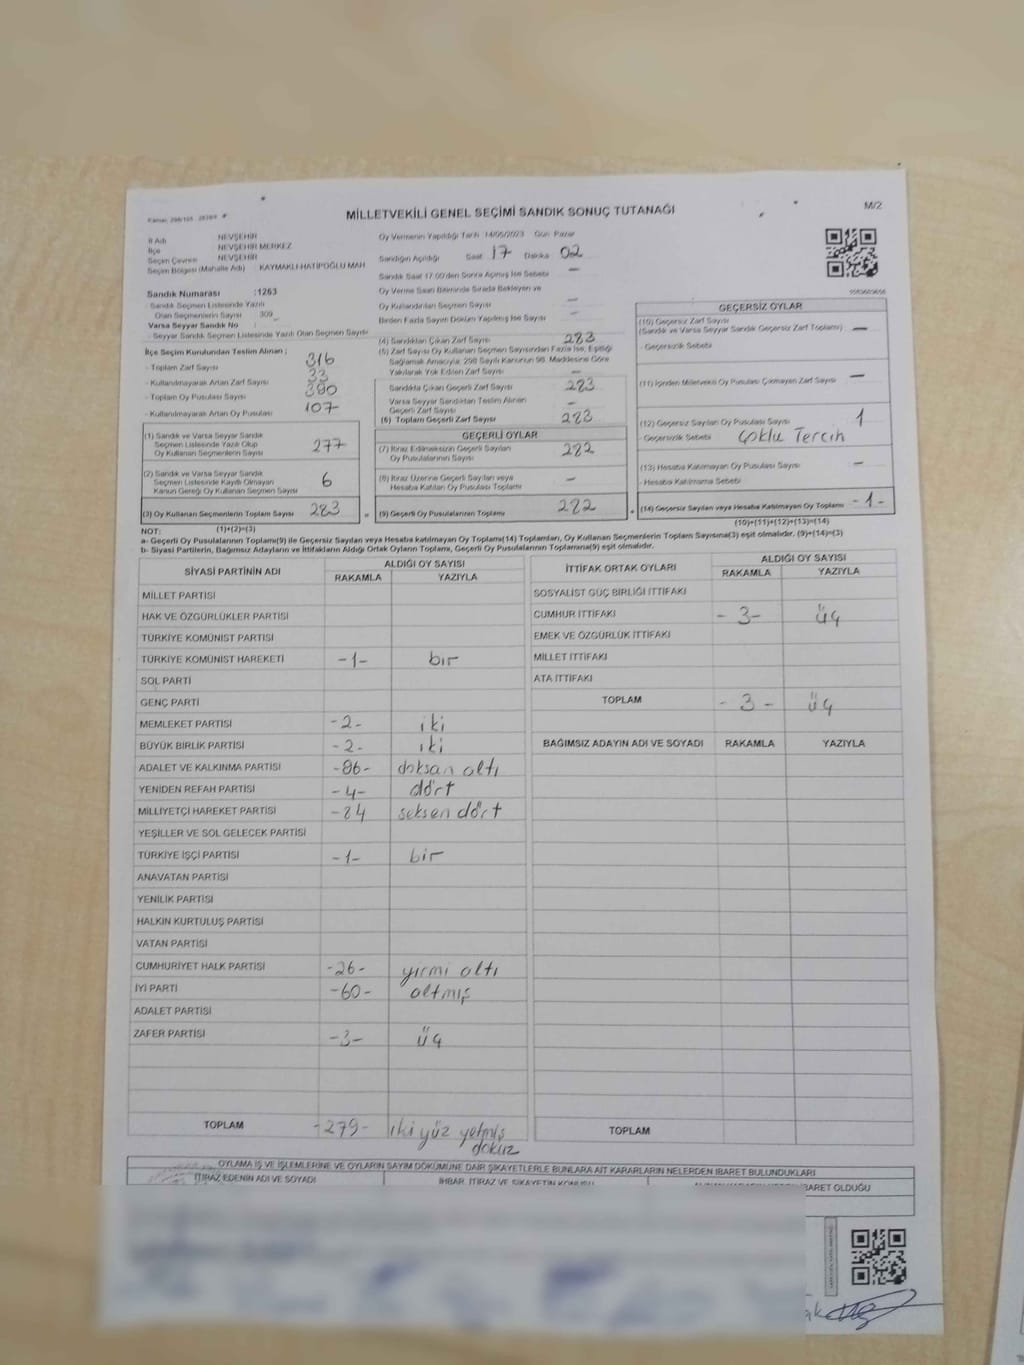 MİLLETVEKİLİ GENEL SEÇİMİ SANDIK SONUÇ TUTANAĞI
M/2
İl Adı NEVŞEHİR
İlçe NEVŞEHİR MERKEZ
Seçim Çevresi NEVŞEHİR
Seçim Bölgesi (Mahalle Adı) : KAYMAKLI-HATİPOĞLU MAH
Sandık Numarası :1263
Sandık Seçmen Listesinde Yazılı
Olan Seçmenlerin Sayısı 309
Varsa Seyyar Sandık No :
Seyyar Sandık Seçmen Listesinde Yazılı Olan Seçmen Sayısı
İlçe Seçim Kurulundan Teslim Alınan ;
- Toplam Zarf Sayısı 316
- Kullanılmayarak Artan Zarf Sayısı 33
- Toplam Oy Pusulası Sayısı 390
- Kullanılmayarak Artan Oy Pusulası 107
(1) Sandık ve Varsa Seyyar Sandık
Seçmen Listesinde Yazılı Olup
Oy Kullanan Seçmenlerin Sayısı 277
(2) Sandık ve Varsa Seyyar Sandık
Seçmen Listesinde Kayıtlı Olmayan
Kanun Gereği Oy Kullanan Seçmen Sayısı 6
(3) Oy Kullanan Seçmenlerin Toplam Sayısı 283 =
Oy Vermenin Yapıldığı Tarih 14/05/2023 Gün Pazar
Sandığın Açıldığı Saat 17 Dakika 02
Sandık Saat 17.00'den Sonra Açılmış İse Sebebi —
Oy Verme Saati Bitiminde Sırada Bekleyen ve
Oy Kullandırılan Seçmen Sayısı —
Birden Fazla Sayım Döküm Yapılmış İse Sayısı —
(4) Sandıktan Çıkan Zarf Sayısı 283
(5) Zarf Sayısı Oy Kullanan Seçmen Sayısından Fazla İse, Eşitliği
Sağlamak Amacıyla; 298 Sayılı Kanunun 98. Maddesine Göre
Yakılarak Yok Edilen Zarf Sayısı —
Sandıkta Çıkan Geçerli Zarf Sayısı 283
Varsa Seyyar Sandıktan Teslim Alınan
Geçerli Zarf Sayısı —
(6) Toplam Geçerli Zarf Sayısı 283
GEÇERLİ OYLAR
(7) İtiraz Edilmeksizin Geçerli Sayılan
Oy Pusulalarının Sayısı 282
(8) İtiraz Üzerine Geçerli Sayılan veya
Hesaba Katılan Oy Pusulası Toplamı —
(9) Geçerli Oy Pusulalarının Toplamı 282 +
GEÇERSİZ OYLAR
(10) Geçersiz Zarf Sayısı
(Sandık ve Varsa Seyyar Sandık Geçersiz Zarf Toplamı) —
- Geçersizlik Sebebi
(11) İçinden Milletvekili Oy Pusulası Çıkmayan Zarf Sayısı —
(12) Geçersiz Sayılan Oy Pusulası Sayısı 1
- Geçersizlik Sebebi Çoklu Tercih
(13) Hesaba Katılmayan Oy Pusulası Sayısı —
- Hesaba Katılmama Sebebi
(14) Geçersiz Sayılan veya Hesaba Katılmayan Oy Toplamı -1-
NOT: (1)+(2)=(3)
(10)+(11)+(12)+(13)=(14)
a- Geçerli Oy Pusulalarının Toplamı(9) ile Geçersiz Sayılan veya Hesaba Katılmayan Oy Toplamı(14) Toplamları, Oy Kullanan Seçmenlerin Toplam Sayısına(3) eşit olmalıdır. (9)+(14)=(3)
b- Siyasi Partilerin, Bağımsız Adayların ve İttifakların Aldığı Ortak Oyların Toplamı, Geçerli Oy Pusulalarının Toplamına(9) eşit olmalıdır.
SİYASİ PARTİNİN ADI ALDIĞI OY SAYISI
RAKAMLA YAZIYLA
MİLLET PARTİSİ
HAK VE ÖZGÜRLÜKLER PARTİSİ
TÜRKİYE KOMÜNİST PARTİSİ
TÜRKİYE KOMÜNİST HAREKETİ -1- bir
SOL PARTİ
GENÇ PARTİ
MEMLEKET PARTİSİ -2- iki
BÜYÜK BİRLİK PARTİSİ -2- iki
ADALET VE KALKINMA PARTİSİ -96- doksan altı
YENİDEN REFAH PARTİSİ -4- dört
MİLLİYETÇİ HAREKET PARTİSİ -84 seksen dört
YEŞİLLER VE SOL GELECEK PARTİSİ
TÜRKİYE İŞÇİ PARTİSİ -1- bir
ANAVATAN PARTİSİ
YENİLİK PARTİSİ
HALKIN KURTULUŞ PARTİSİ
VATAN PARTİSİ
CUMHURİYET HALK PARTİSİ -26- yirmi altı
İYİ PARTİ -60- altmış
ADALET PARTİSİ
ZAFER PARTİSİ -3- üç
TOPLAM -279- iki yüz yetmiş
dokuz
İTTİFAK ORTAK OYLARI ALDIĞI OY SAYISI
RAKAMLA YAZIYLA
SOSYALİST GÜÇ BİRLİĞİ İTTİFAKI
CUMHUR İTTİFAKI -3- üç
EMEK VE ÖZGÜRLÜK İTTİFAKI
MİLLET İTTİFAKI
ATA İTTİFAKI
TOPLAM -3- üç
BAĞIMSIZ ADAYIN ADI VE SOYADI RAKAMLA YAZIYLA
TOPLAM
OYLAMA İŞ VE İŞLEMLERİNE VE OYLARIN SAYIM DÖKÜMÜNE DAİR ŞİKAYETLERLE BUNLARA AİT KARARLARIN NELERDEN İBARET BULUNDUKLARI
İTİRAZ EDENİN ADI VE SOYADI
İHBAR, İTİRAZ VE ŞİKAYETİN KONUSU
İBARET OLDUĞU